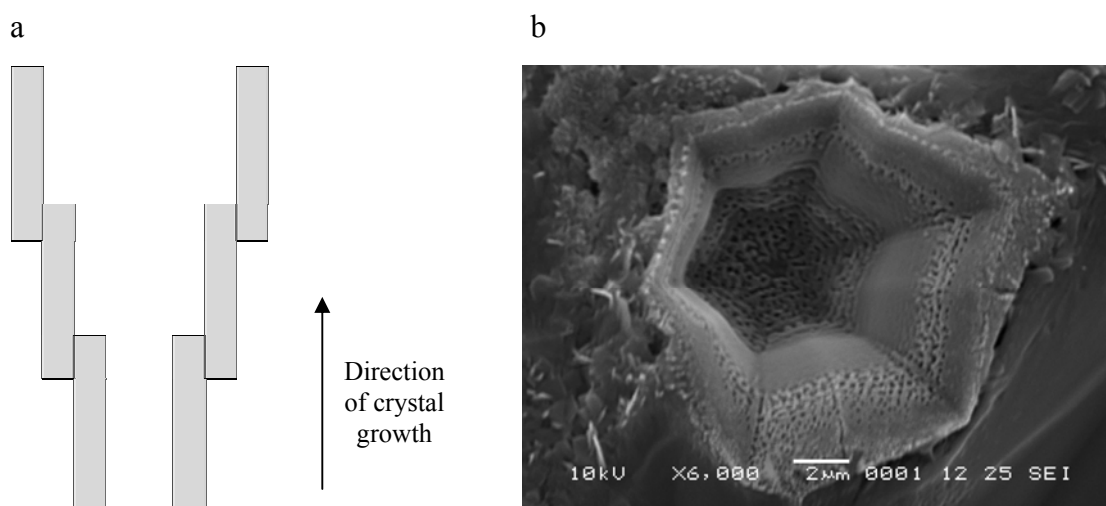 a
b
Direction
of crystal
growth
10kV X6,000 2μm 0001 12 25 SEI